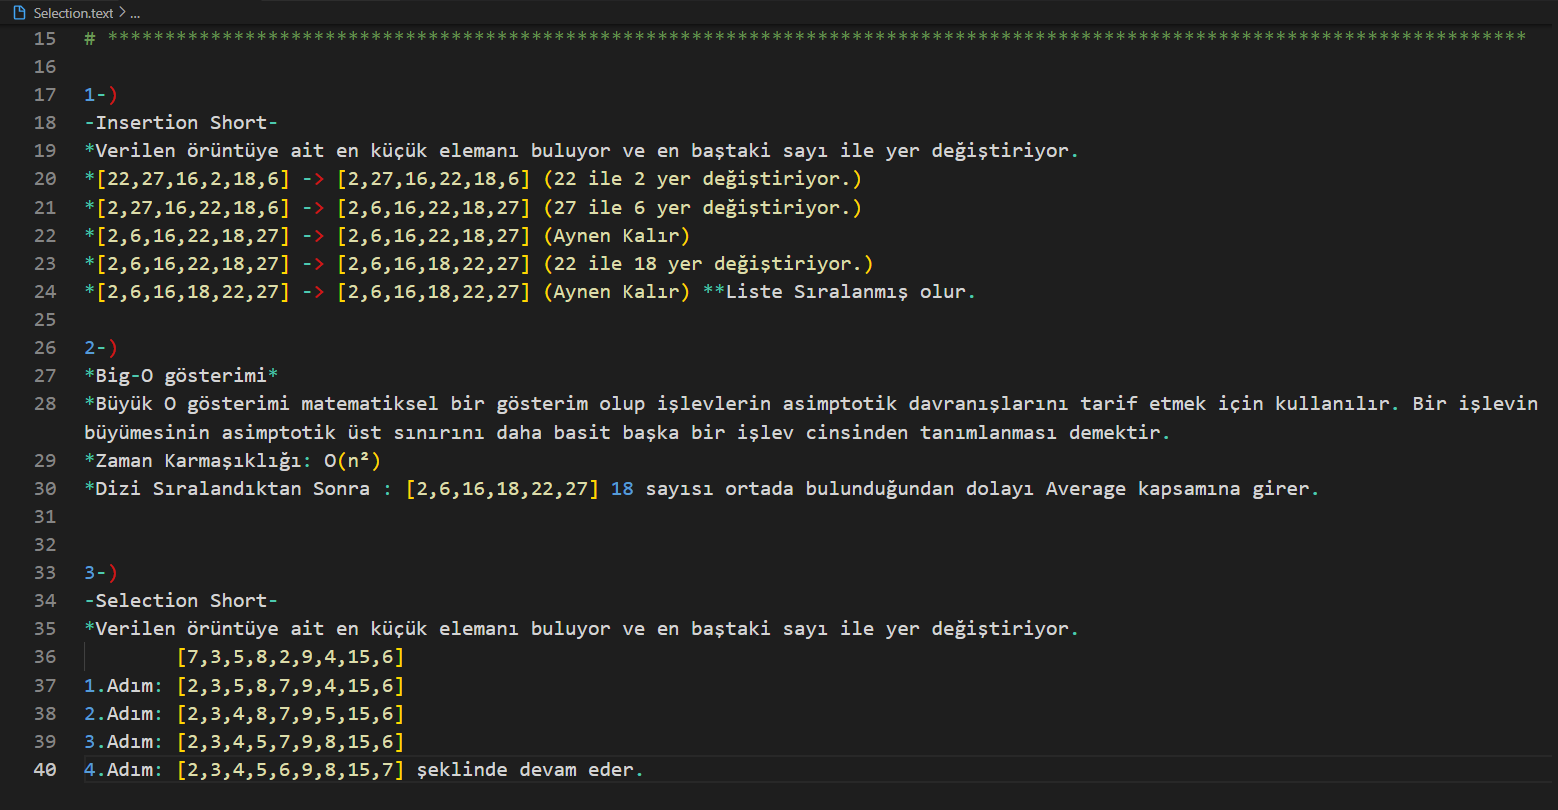 Selection.text > ...
15 # ****************************************************************************************************************************
16
17 1-)
18 -Insertion Short-
19 *Verilen örüntüye ait en küçük elemanı buluyor ve en baştaki sayı ile yer değiştiriyor.
20 *[22,27,16,2,18,6] -> [2,27,16,22,18,6] (22 ile 2 yer değiştiriyor.)
21 *[2,27,16,22,18,6] -> [2,6,16,22,18,27] (27 ile 6 yer değiştiriyor.)
22 *[2,6,16,22,18,27] -> [2,6,16,22,18,27] (Aynen Kalır)
23 *[2,6,16,22,18,27] -> [2,6,16,18,22,27] (22 ile 18 yer değiştiriyor.)
24 *[2,6,16,18,22,27] -> [2,6,16,18,22,27] (Aynen Kalır) **Liste Sıralanmış olur.
25
26 2-)
27 *Big-O gösterimi*
28 *Büyük O gösterimi matematiksel bir gösterim olup işlevlerin asimptotik davranışlarını tarif etmek için kullanılır. Bir işlevin
büyümesinin asimptotik üst sınırını daha basit başka bir işlev cinsinden tanımlanması demektir.
29 *Zaman Karmaşıklığı: O(n²)
30 *Dizi Sıralandıktan Sonra : [2,6,16,18,22,27] 18 sayısı ortada bulunduğundan dolayı Average kapsamına girer.
31
32
33 3-)
34 -Selection Short-
35 *Verilen örüntüye ait en küçük elemanı buluyor ve en baştaki sayı ile yer değiştiriyor.
36 [7,3,5,8,2,9,4,15,6]
37 1.Adım: [2,3,5,8,7,9,4,15,6]
38 2.Adım: [2,3,4,8,7,9,5,15,6]
39 3.Adım: [2,3,4,5,7,9,8,15,6]
40 4.Adım: [2,3,4,5,6,9,8,15,7] şeklinde devam eder.